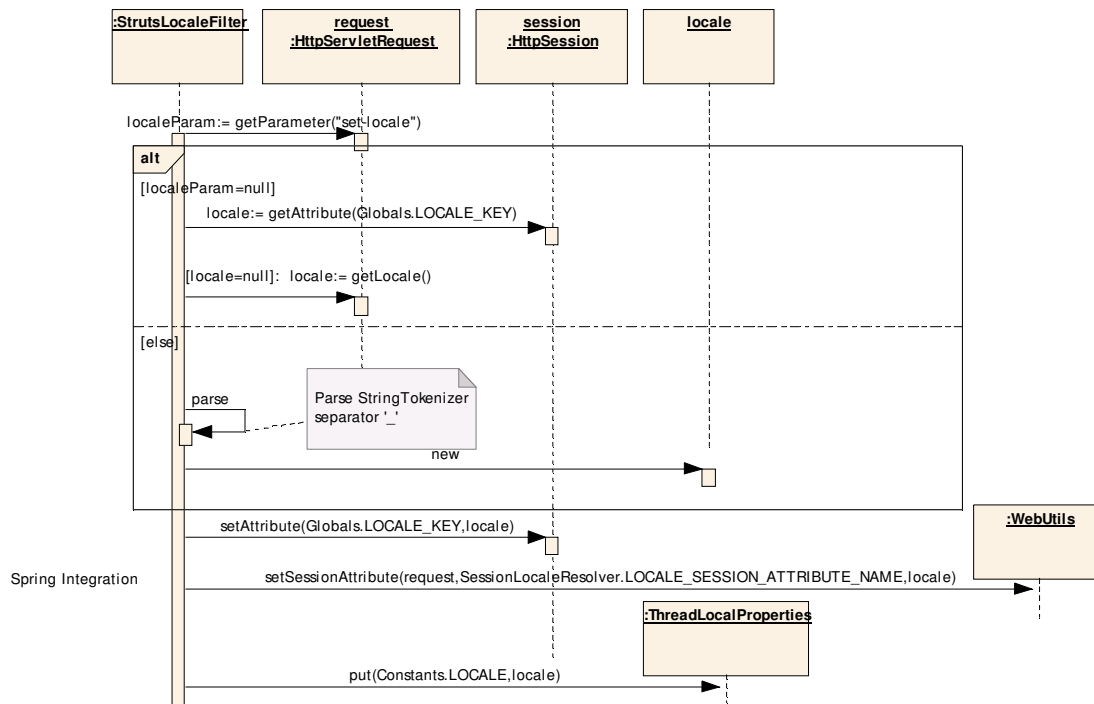 :StrutsLocaleFilter
request
:HttpServletRequest
session
:HttpSession
locale
localeParam:= getParameter("set-locale")
alt
[localeParam=null]
locale:= getAttribute(Globals.LOCALE_KEY)
[locale=null]: locale:= getLocale()
[else]
parse
Parse StringTokenizer
separator '_'
new
setAttribute(Globals.LOCALE_KEY,locale)
:WebUtils
Spring Integration
setSessionAttribute(request,SessionLocaleResolver.LOCALE_SESSION_ATTRIBUTE_NAME,locale)
:ThreadLocalProperties
put(Constants.LOCALE,locale)